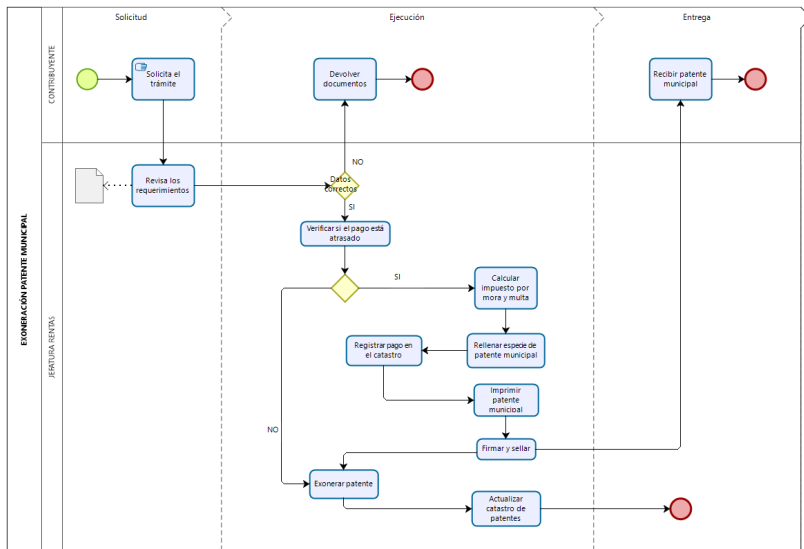 Solicitud
Ejecución
Entrega
EXONERACIÓN PATENTE MUNICIPAL
CONTRIBUYENTE
Solicita el
trámite
Devolver
documentos
Recibir patente
municipal
JEFATURA RENTAS
Revisa los
requerimientos
NO
Datos
correctos
SI
Verificar si el pago está
atrasado
SI
Calcular
impuesto por
mora y multa
Registrar pago en
el catastro
Rellenar especie de
patente municipal
Imprimir
patente
municipal
NO
Firmar y sellar
Exonerar patente
Actualizar
catastro de
patentes